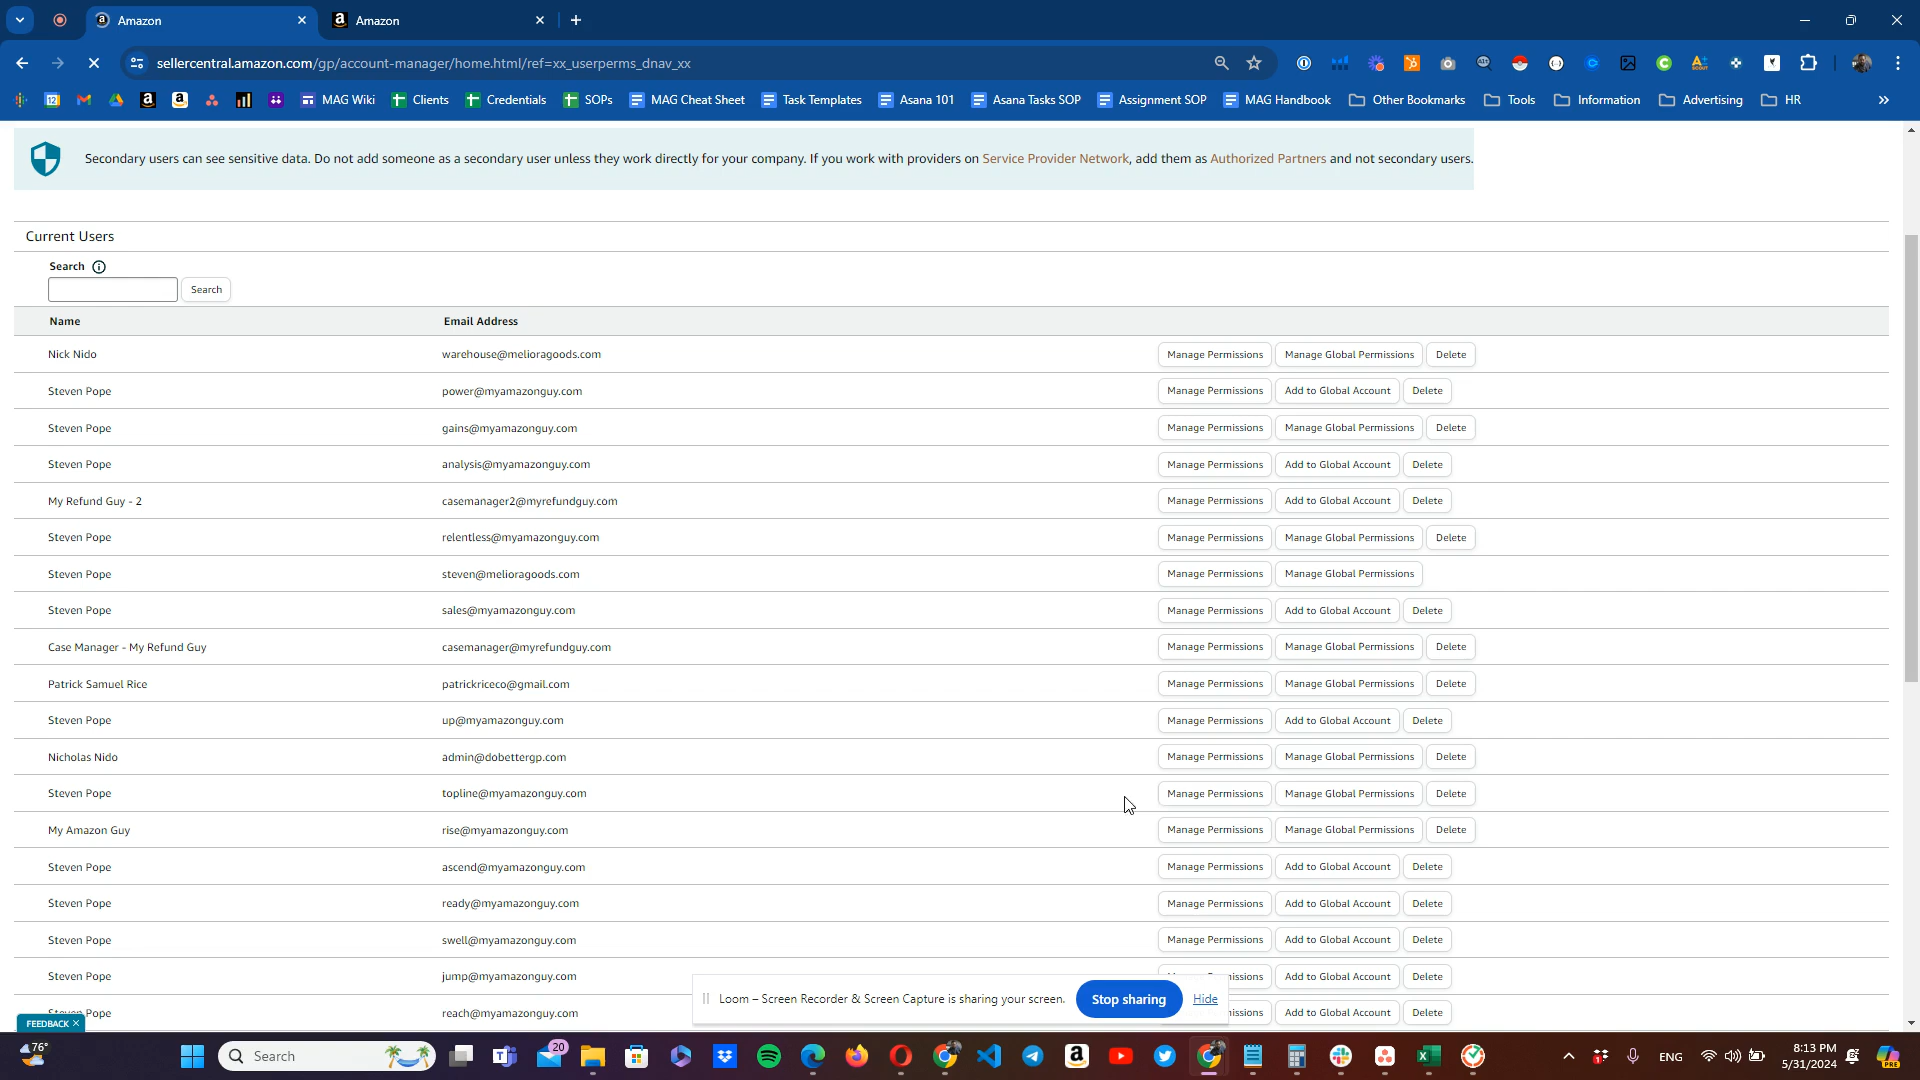 Amazon
Amazon
sellercentral.amazon.com/gp/account-manager/home.html/ref=xx_userperms_dnav_xx
MAG Wiki
Clients
Credentials
SOPs
MAG Cheat Sheet
Task Templates
Asana 101
Asana Tasks SOP
Assignment SOP
MAG Handbook
Other Bookmarks
Tools
Information
Advertising
HR
Secondary users can see sensitive data. Do not add someone as a secondary user unless they work directly for your company. If you work with providers on Service Provider Network, add them as Authorized Partners and not secondary users.
Current Users
Search
Search
Name Email Address
Nick Nido warehouse@melioragoods.com Manage Permissions Manage Global Permissions Delete
Steven Pope power@myamazonguy.com Manage Permissions Add to Global Account Delete
Steven Pope gains@myamazonguy.com Manage Permissions Manage Global Permissions Delete
Steven Pope analysis@myamazonguy.com Manage Permissions Add to Global Account Delete
My Refund Guy - 2 casemanager2@myrefundguy.com Manage Permissions Add to Global Account Delete
Steven Pope relentless@myamazonguy.com Manage Permissions Manage Global Permissions Delete
Steven Pope steven@melioragoods.com Manage Permissions Manage Global Permissions
Steven Pope sales@myamazonguy.com Manage Permissions Add to Global Account Delete
Case Manager - My Refund Guy casemanager@myrefundguy.com Manage Permissions Manage Global Permissions Delete
Patrick Samuel Rice patrickriceco@gmail.com Manage Permissions Manage Global Permissions Delete
Steven Pope up@myamazonguy.com Manage Permissions Add to Global Account Delete
Nicholas Nido admin@dobettergp.com Manage Permissions Manage Global Permissions Delete
Steven Pope topline@myamazonguy.com Manage Permissions Manage Global Permissions Delete
My Amazon Guy rise@myamazonguy.com Manage Permissions Manage Global Permissions Delete
Steven Pope ascend@myamazonguy.com Manage Permissions Add to Global Account Delete
Steven Pope ready@myamazonguy.com Manage Permissions Add to Global Account Delete
Steven Pope swell@myamazonguy.com Manage Permissions Add to Global Account Delete
Steven Pope jump@myamazonguy.com Add to Global Account Delete
Steven Pope reach@myamazonguy.com Add to Global Account Delete
Loom – Screen Recorder & Screen Capture is sharing your screen. Stop sharing Hide
FEEDBACK
76°
Search
20
ENG
8:13 PM
5/31/2024